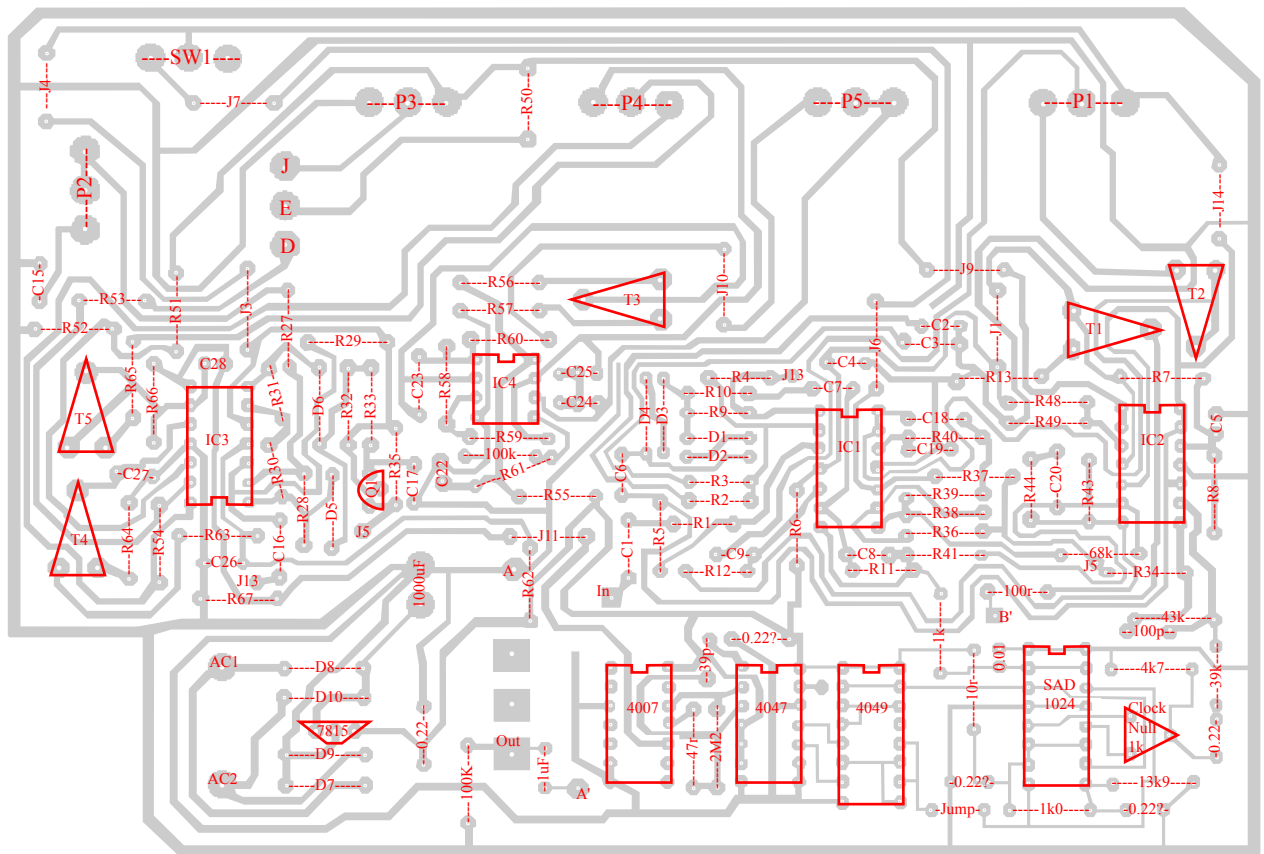 ----SW1----
J4
-----J7-----
----P3----
R50
----P4----
----P5----
----P1----
J
P2
E
J14
D
C15
R51
J3
R27
---R56---
---R57---
T3
J10
---J9---
J6
J1
T2
---R53---
---R52---
T1
---R29---
---R60---
--C2--
--C3--
C28
R65
R66
C23
R58
IC4
-C25-
-C24-
---R4---
J13
--C4--
--C7--
---R13---
---R7---
R31
D6
R32
R33
D4
D3
---R10---
---R9---
---R48---
---R49---
T5
IC3
--C18--
IC1
IC2
C5
---R59---
---D1---
---R40---
--C19--
100k
---D2---
R30
R35
C17
C22
R61
C6
-C27-
R28
D5
Q1
---R55---
---R3---
---R2---
---R37---
---R39---
---R38---
R44
C20
R43
R8
T4
R64
R54
---R63---
C16
J5
---J11---
C1
R5
---R1---
R6
---R36---
-C26-
J13
1000uF
A
R62
--C9--
---R12---
--C8--
---R11---
---R41---
---68k---
J5
---R34---
---R67---
In
1k
---100r---
B'
---43k---
--100p--
AC1
---D8---
39p
--0.22?--
10r
0.01
SAD
1024
---4k7---
39k
---D10---
7815
0.22
4007
47r
2M2
4047
4049
Clock
Null
1k
-0.22-
Out
---D9---
AC2
---D7---
100K
1uF
A'
-0.22?-
---13k9---
-Jump-
---1k0---
-0.22?-